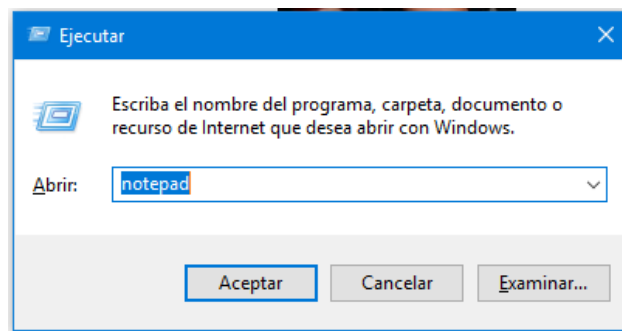 Ejecutar
Escriba el nombre del programa, carpeta, documento o
recurso de Internet que desea abrir con Windows.
Abrir: notepad
Aceptar Cancelar Examinar...